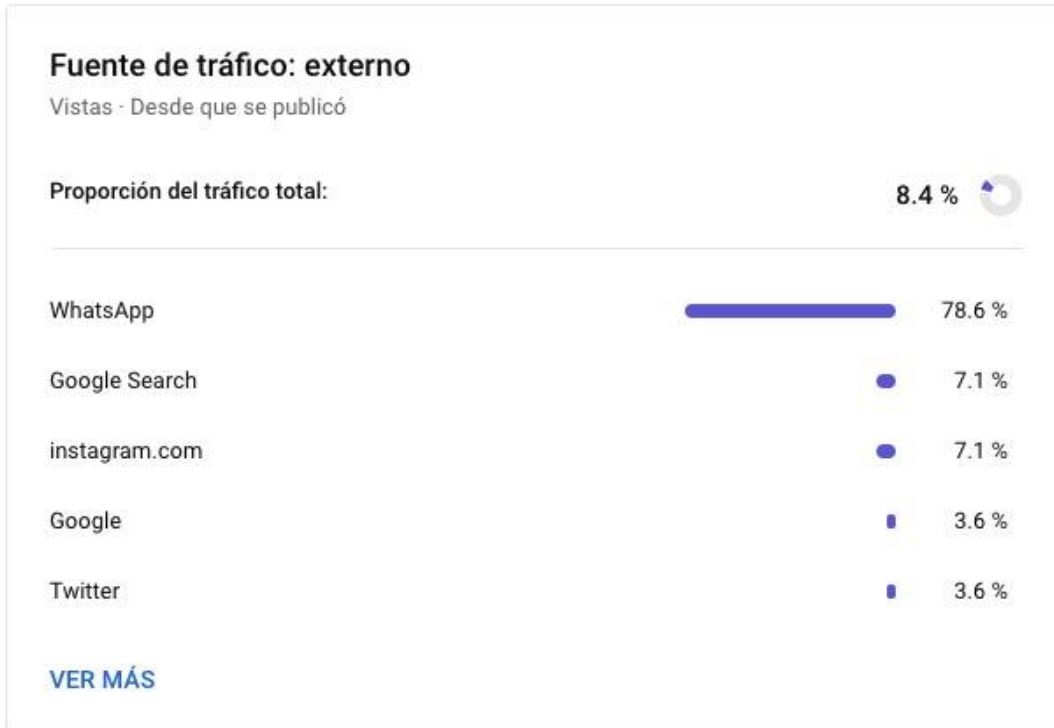 Fuente de tráfico: externo
Vistas · Desde que se publicó
Proporción del tráfico total: 8.4 %
WhatsApp 78.6 %
Google Search 7.1 %
instagram.com 7.1 %
Google 3.6 %
Twitter 3.6 %
VER MÁS